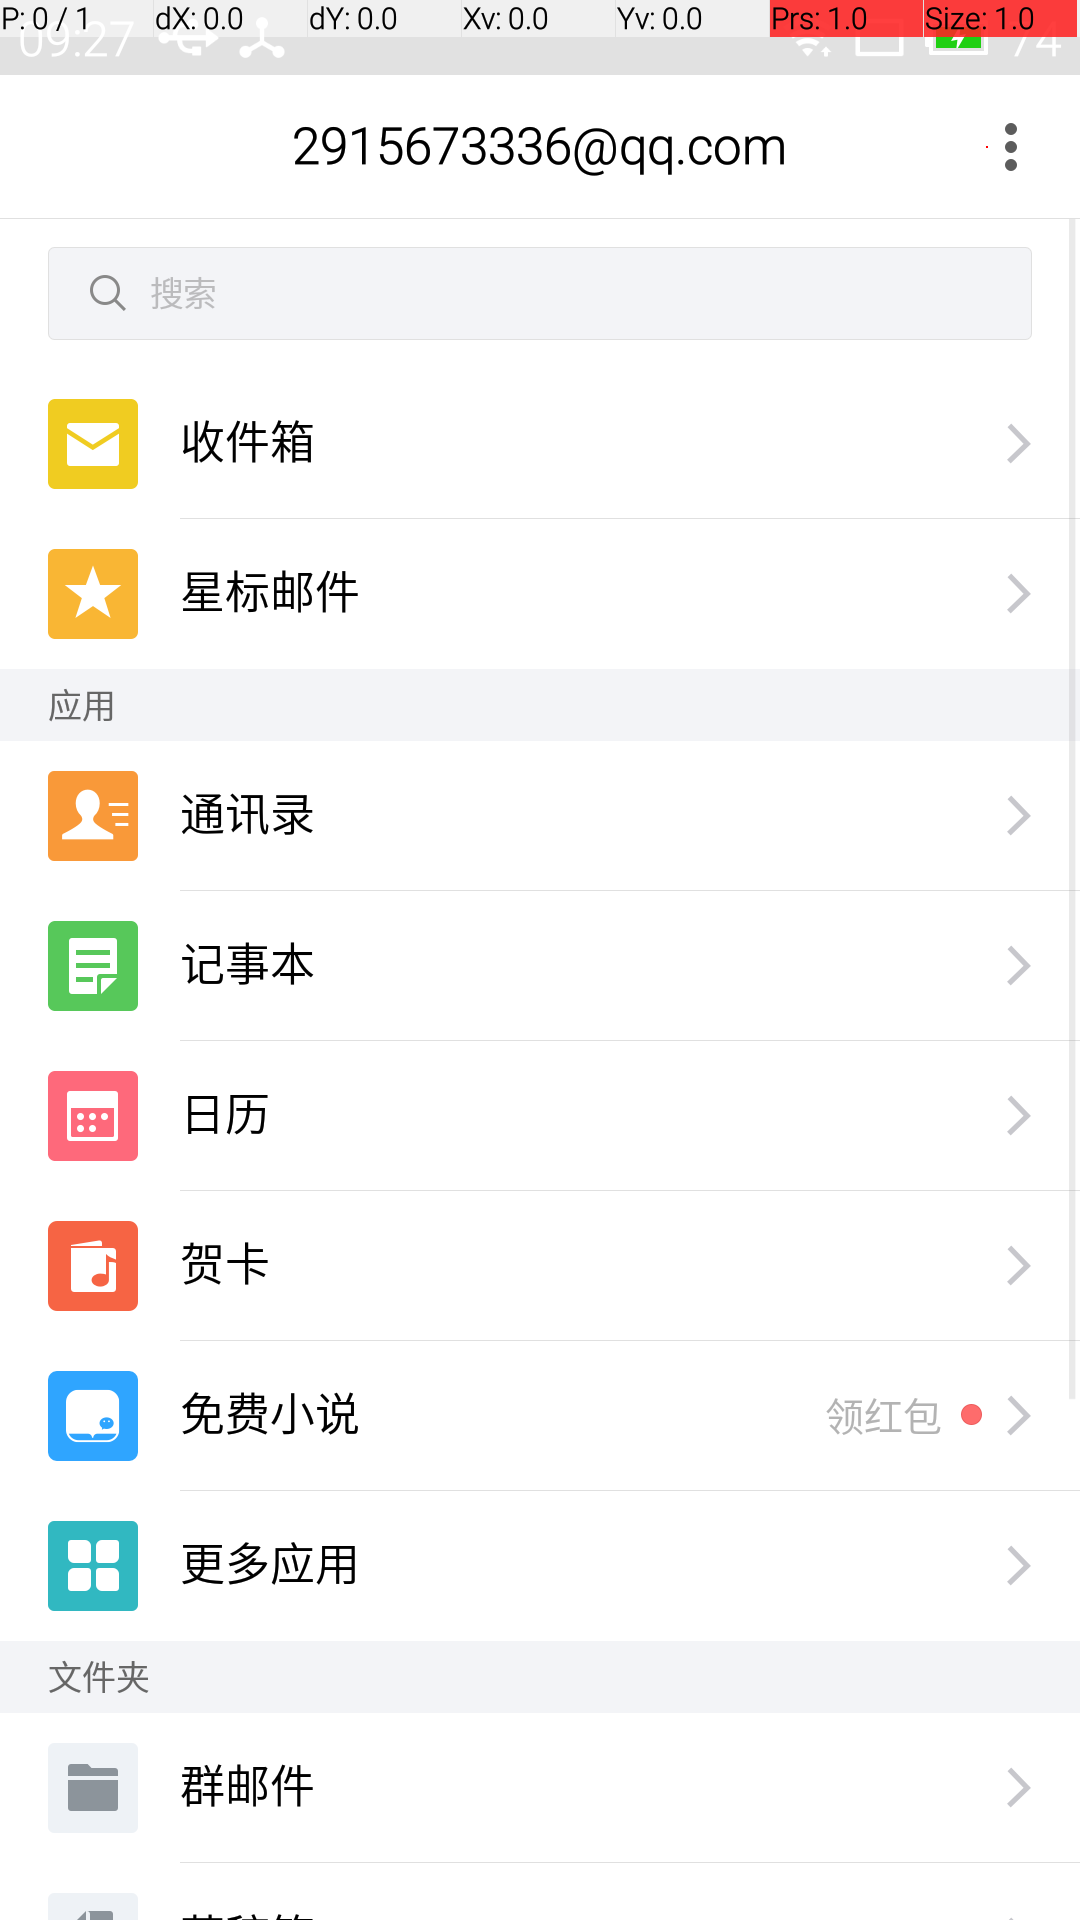 P: 0 / 1 dX: 0.0 dY: 0.0 Xv: 0.0 Yv: 0.0 Prs: 1.0 Size: 1.0
09:27 74
2915673336@qq.com
搜索
收件箱
星标邮件
应用
通讯录
记事本
日历
贺卡
免费小说 领红包
更多应用
文件夹
群邮件